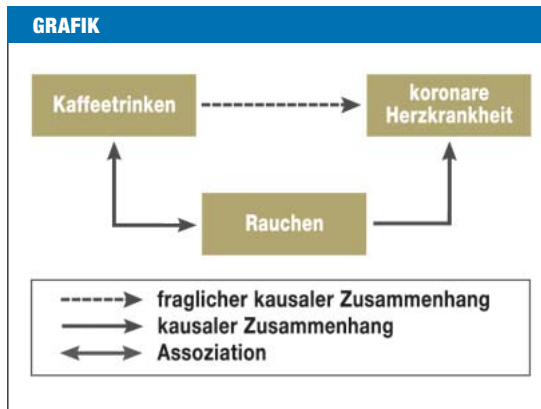 GRAFIK
Kaffeetrinken
koronare
Herzkrankheit
Rauchen
fraglicher kausaler Zusammenhang
kausaler Zusammenhang
Assoziation